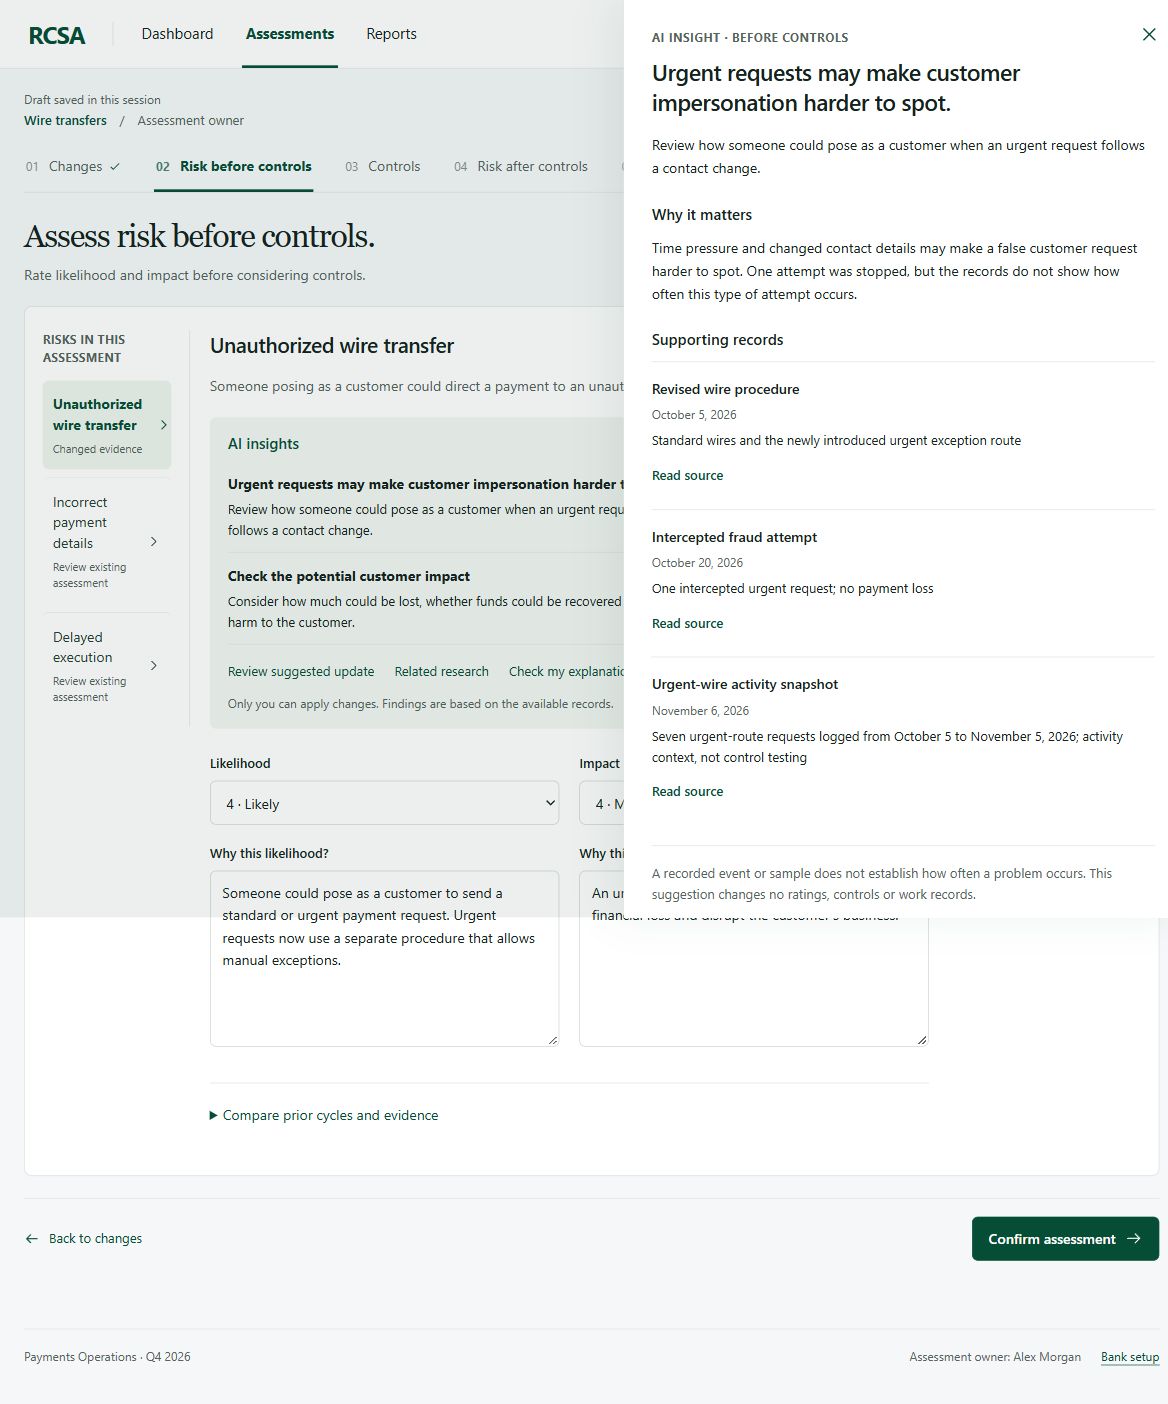 RCSA
Dashboard
Assessments
Reports
Draft saved in this session
Wire transfers / Assessment owner
01 Changes ✓
02 Risk before controls
03 Controls
04 Risk after controls
Assess risk before controls.
Rate likelihood and impact before considering controls.
RISKS IN THIS
ASSESSMENT
Unauthorized
wire transfer
Changed evidence
Incorrect
payment
details
Review existing
assessment
Delayed
execution
Review existing
assessment
Unauthorized wire transfer
Someone posing as a customer could direct a payment to an unaut
AI insights
Urgent requests may make customer impersonation harder t
Review how someone could pose as a customer when an urgent requ
follows a contact change.
Check the potential customer impact
Consider how much could be lost, whether funds could be recovered
harm to the customer.
Review suggested update
Related research
Check my explanatio
Only you can apply changes. Findings are based on the available records.
Likelihood
4 · Likely
Why this likelihood?
Someone could pose as a customer to send a
standard or urgent payment request. Urgent
requests now use a separate procedure that allows
manual exceptions.
Impact
4 · M
Why thi
An ur
financial loss and disrupt the customer's business.
▶ Compare prior cycles and evidence
← Back to changes
Confirm assessment →
Payments Operations · Q4 2026
Assessment owner: Alex Morgan
Bank setup
AI INSIGHT · BEFORE CONTROLS
Urgent requests may make customer
impersonation harder to spot.
Review how someone could pose as a customer when an urgent request follows
a contact change.
Why it matters
Time pressure and changed contact details may make a false customer request
harder to spot. One attempt was stopped, but the records do not show how
often this type of attempt occurs.
Supporting records
Revised wire procedure
October 5, 2026
Standard wires and the newly introduced urgent exception route
Read source
Intercepted fraud attempt
October 20, 2026
One intercepted urgent request; no payment loss
Read source
Urgent-wire activity snapshot
November 6, 2026
Seven urgent-route requests logged from October 5 to November 5, 2026; activity
context, not control testing
Read source
A recorded event or sample does not establish how often a problem occurs. This
suggestion changes no ratings, controls or work records.